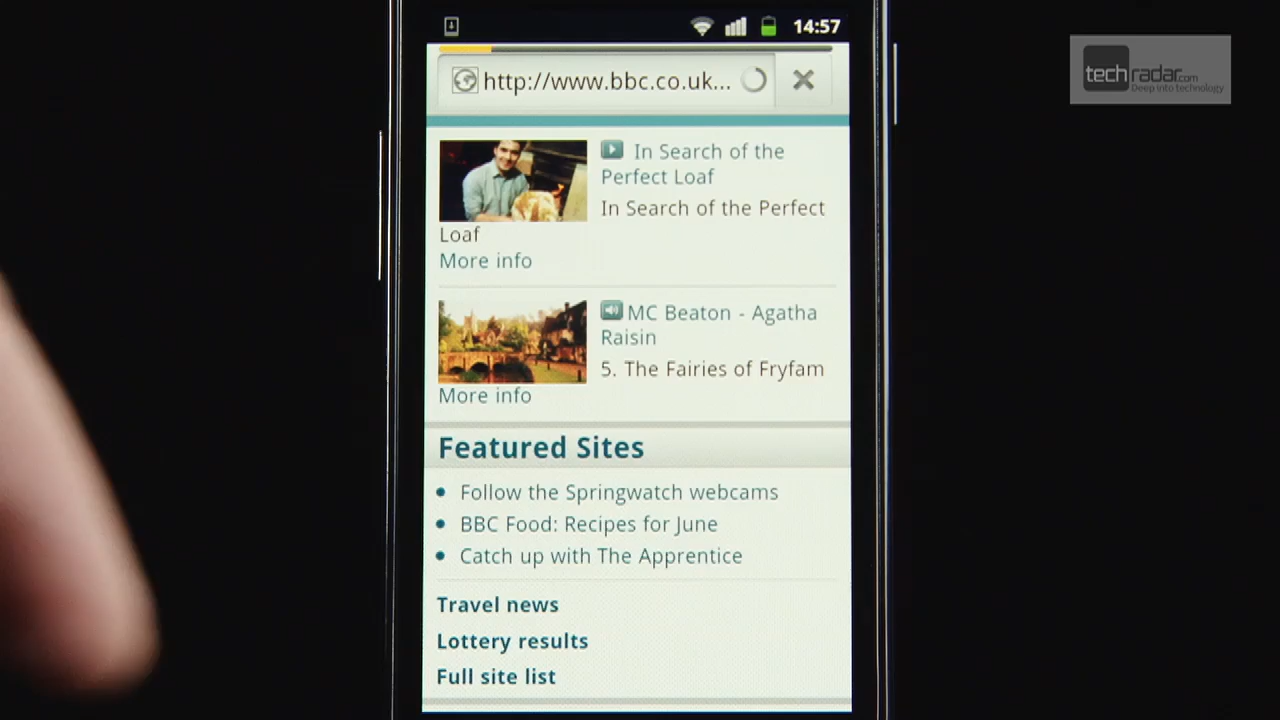 14:57
techradar.com
Deep into technology
http://www.bbc.co.uk...
In Search of the
Perfect Loaf
In Search of the Perfect
Loaf
More info
MC Beaton - Agatha
Raisin
5. The Fairies of Fryfam
More info
Featured Sites
Follow the Springwatch webcams
BBC Food: Recipes for June
Catch up with The Apprentice
Travel news
Lottery results
Full site list